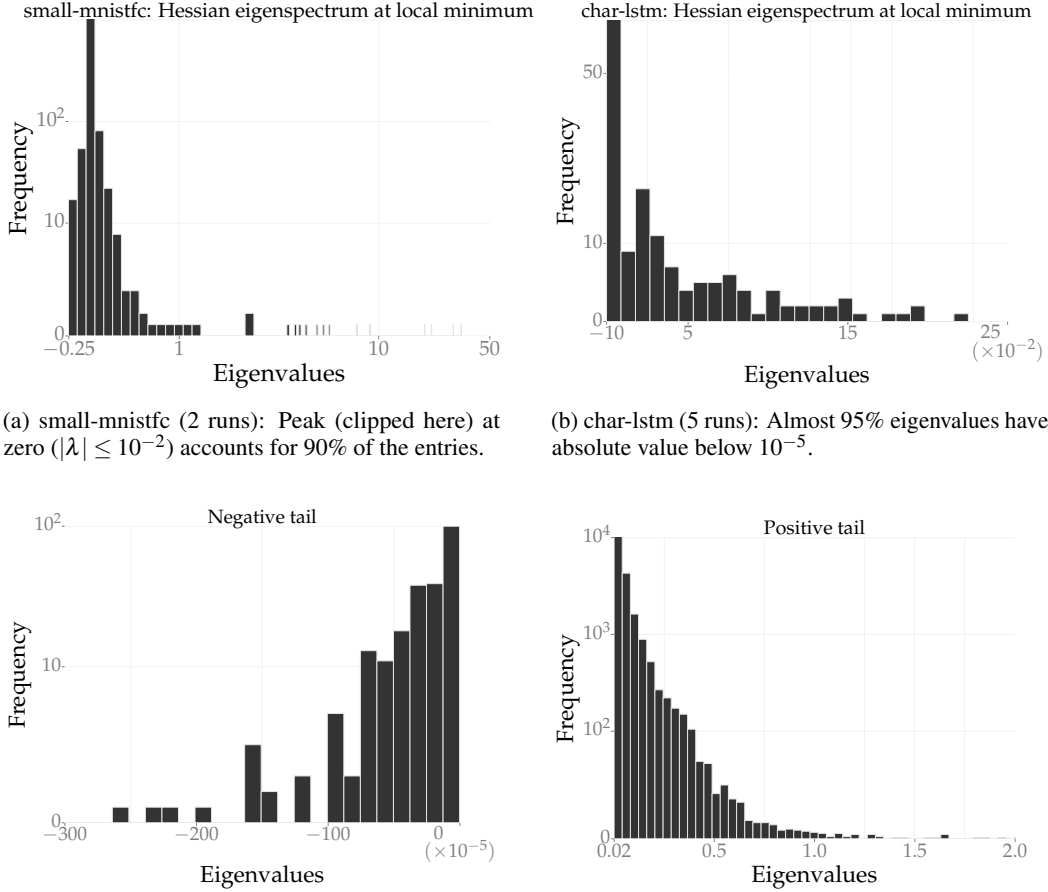 small-mnistfc: Hessian eigenspectrum at local minimum
Frequency
10²
10
0
−0.25 1 10 50
Eigenvalues
char-lstm: Hessian eigenspectrum at local minimum
Frequency
50
10
0
−10 5 15 25
(×10⁻²)
Eigenvalues
(a) small-mnistfc (2 runs): Peak (clipped here) at
zero (|λ| ≤ 10⁻²) accounts for 90% of the entries.
(b) char-lstm (5 runs): Almost 95% eigenvalues have
absolute value below 10⁻⁵.
Negative tail
Frequency
10²
10
0
−300 −200 −100 0
(×10⁻⁵)
Eigenvalues
Positive tail
Frequency
10⁴
10³
10²
0
0.02 0.5 1.0 1.5 2.0
Eigenvalues